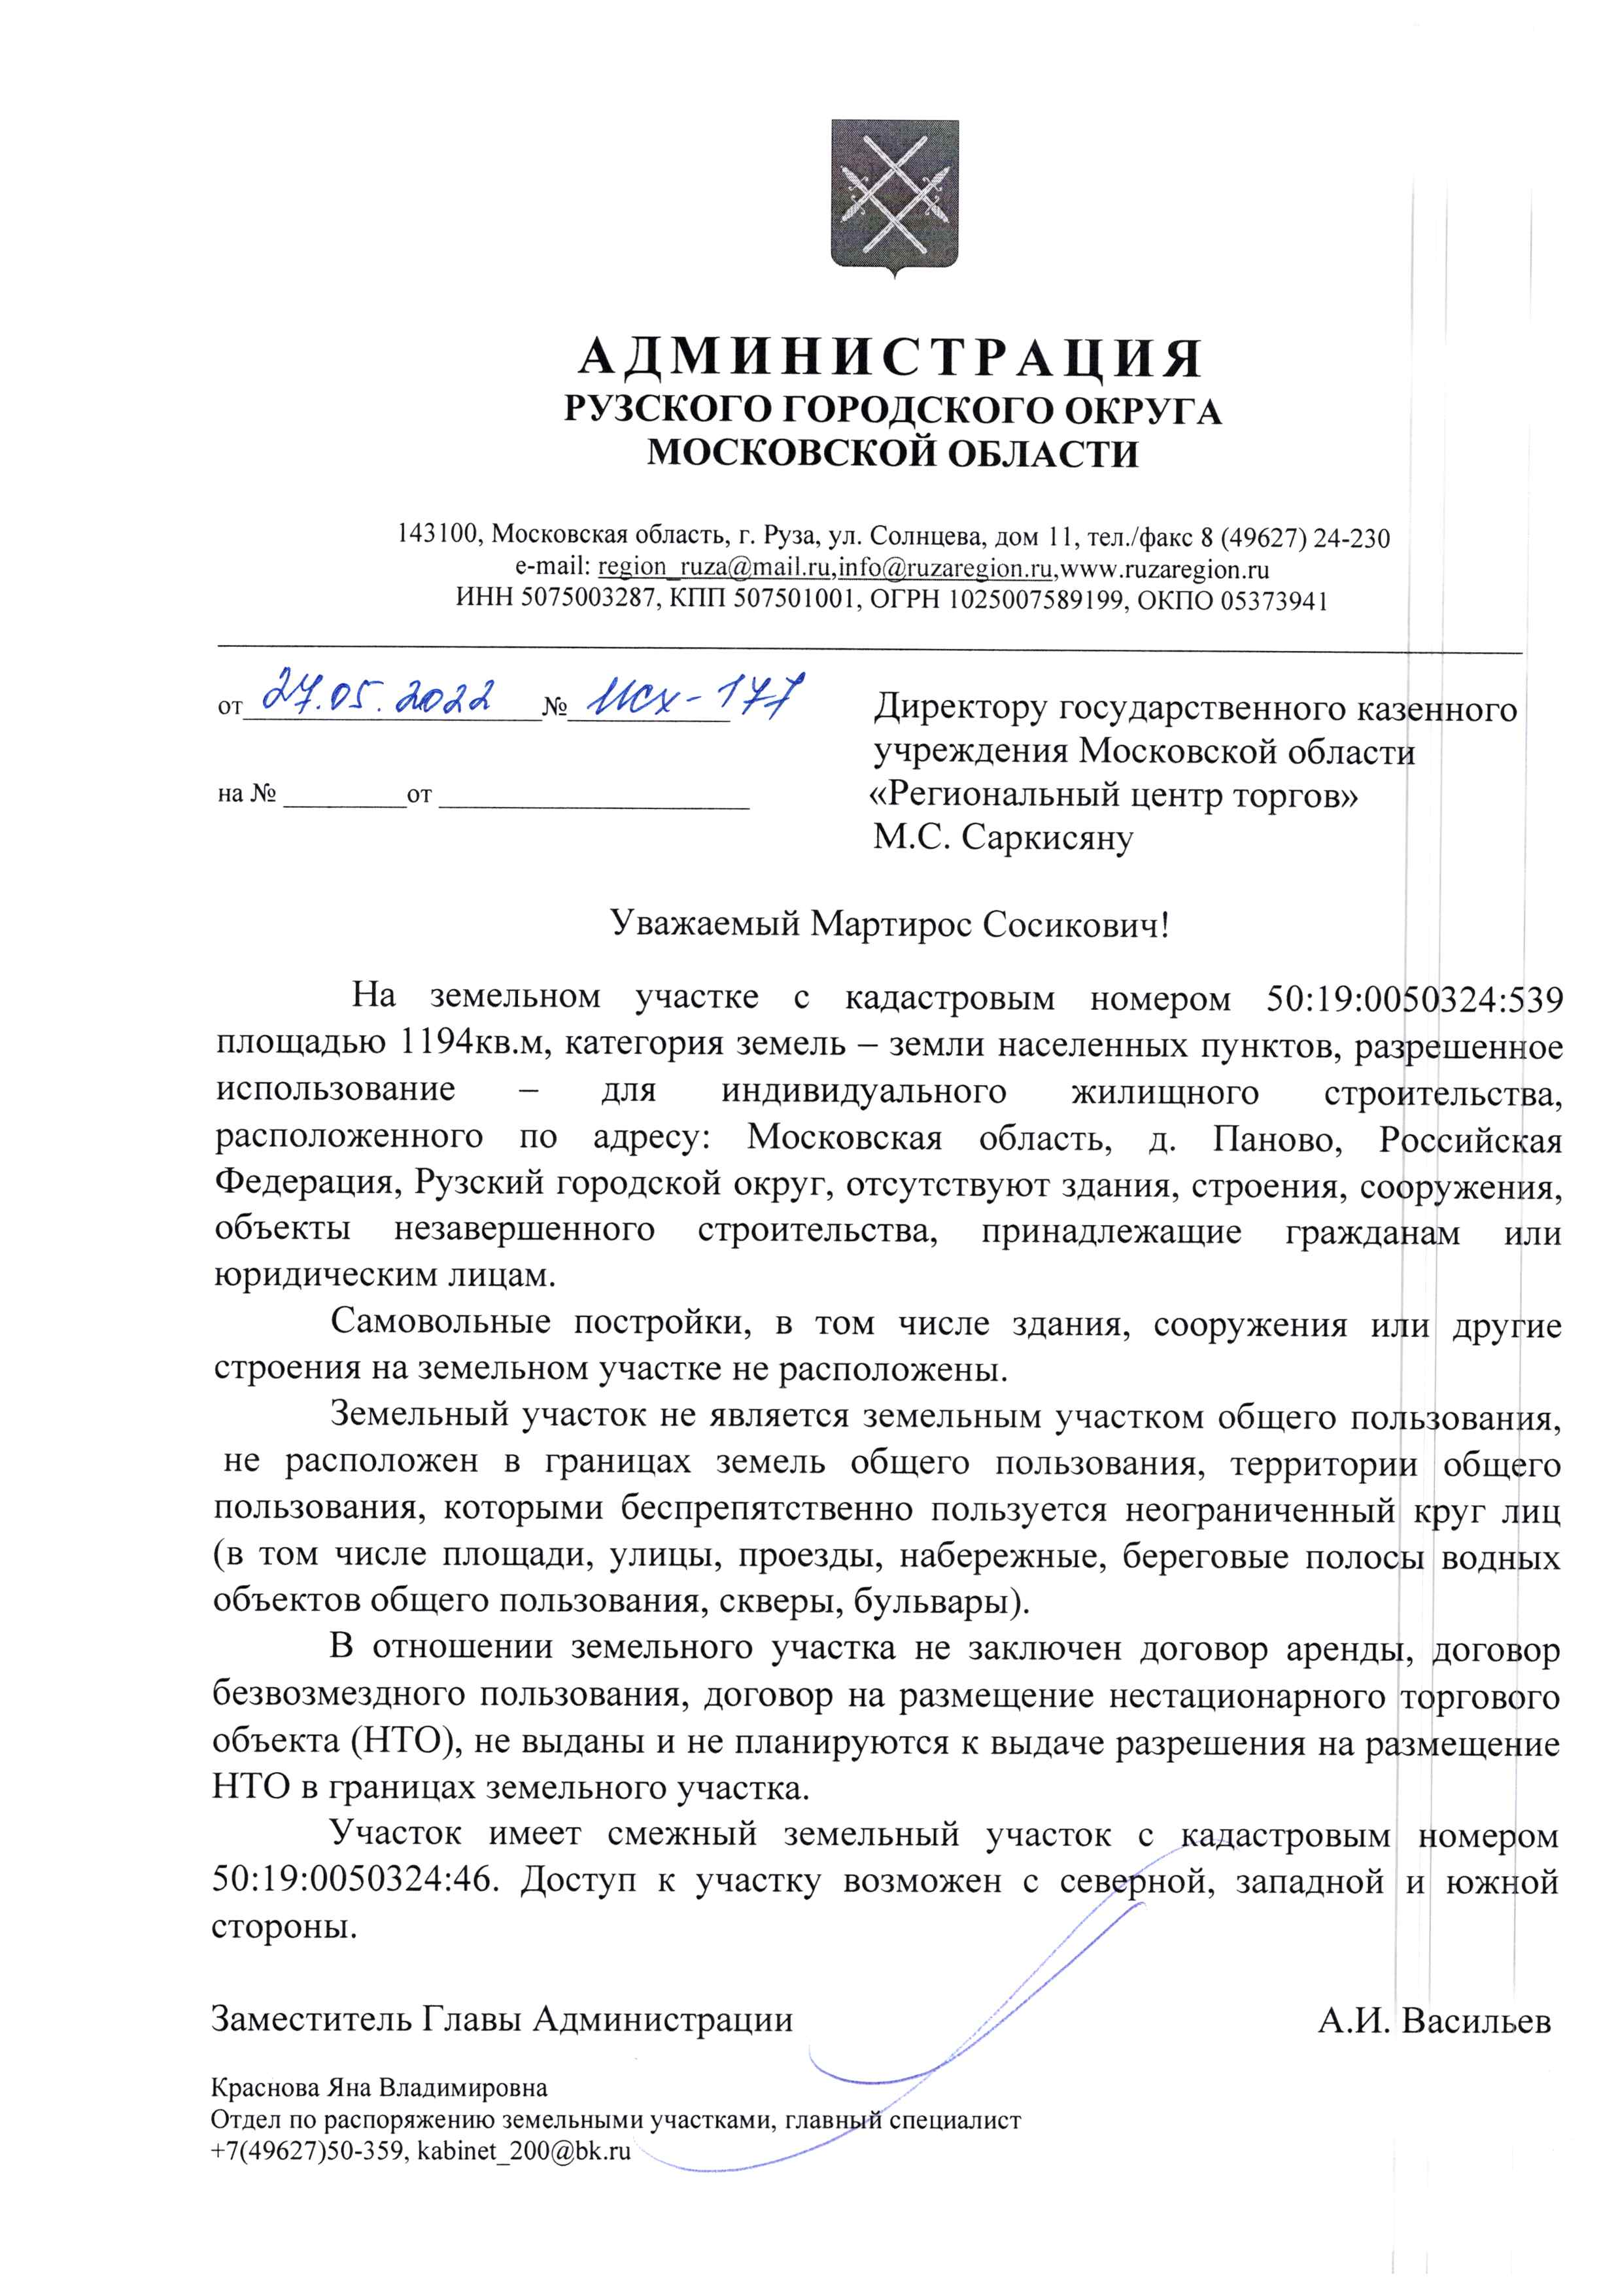 АДМИНИСТРАЦИЯ
РУЗСКОГО ГОРОДСКОГО ОКРУГА
МОСКОВСКОЙ ОБЛАСТИ
143100, Московская область, г. Руза, ул. Солнцева, дом 11, тел./факс 8 (49627) 24-230
e-mail: region_ruza@mail.ru,info@ruzaregion.ru,www.ruzaregion.ru
ИНН 5075003287, КПП 507501001, ОГРН 1025007589199, ОКПО 05373941
от 27.05.2022 № Исх-177
на № __________от ____________________
Директору государственного казенного
учреждения Московской области
«Региональный центр торгов»
М.С. Саркисяну
Уважаемый Мартирос Сосикович!
На земельном участке с кадастровым номером 50:19:0050324:539
площадью 1194кв.м, категория земель – земли населенных пунктов, разрешенное
использование – для индивидуального жилищного строительства,
расположенного по адресу: Московская область, д. Паново, Российская
Федерация, Рузский городской округ, отсутствуют здания, строения, сооружения,
объекты незавершенного строительства, принадлежащие гражданам или
юридическим лицам.
Самовольные постройки, в том числе здания, сооружения или другие
строения на земельном участке не расположены.
Земельный участок не является земельным участком общего пользования,
не расположен в границах земель общего пользования, территории общего
пользования, которыми беспрепятственно пользуется неограниченный круг лиц
(в том числе площади, улицы, проезды, набережные, береговые полосы водных
объектов общего пользования, скверы, бульвары).
В отношении земельного участка не заключен договор аренды, договор
безвозмездного пользования, договор на размещение нестационарного торгового
объекта (НТО), не выданы и не планируются к выдаче разрешения на размещение
НТО в границах земельного участка.
Участок имеет смежный земельный участок с кадастровым номером
50:19:0050324:46. Доступ к участку возможен с северной, западной и южной
стороны.
Заместитель Главы Администрации А.И. Васильев
Краснова Яна Владимировна
Отдел по распоряжению земельными участками, главный специалист
+7(49627)50-359, kabinet_200@bk.ru